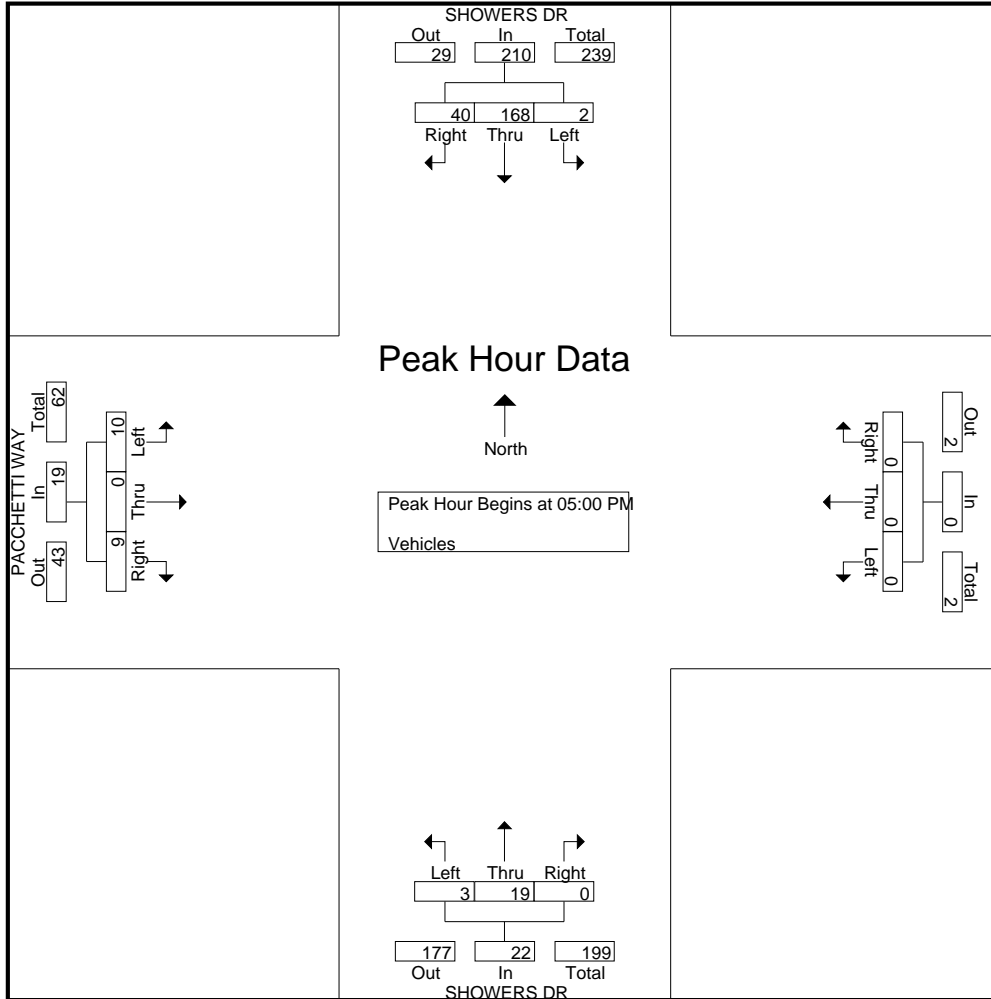 SHOWERS DR
Out In Total
29 210 239
40 168 2
Right Thru Left
Peak Hour Data
North
Peak Hour Begins at 05:00 PM
Vehicles
PACCHETTI WAY
Out In Total
43 19 62
9 0 10
Right Thru Left
Out In Total
2 0 2
Right Thru Left
0 0 0
Left Thru Right
3 19 0
177 22 199
Out In Total
SHOWERS DR